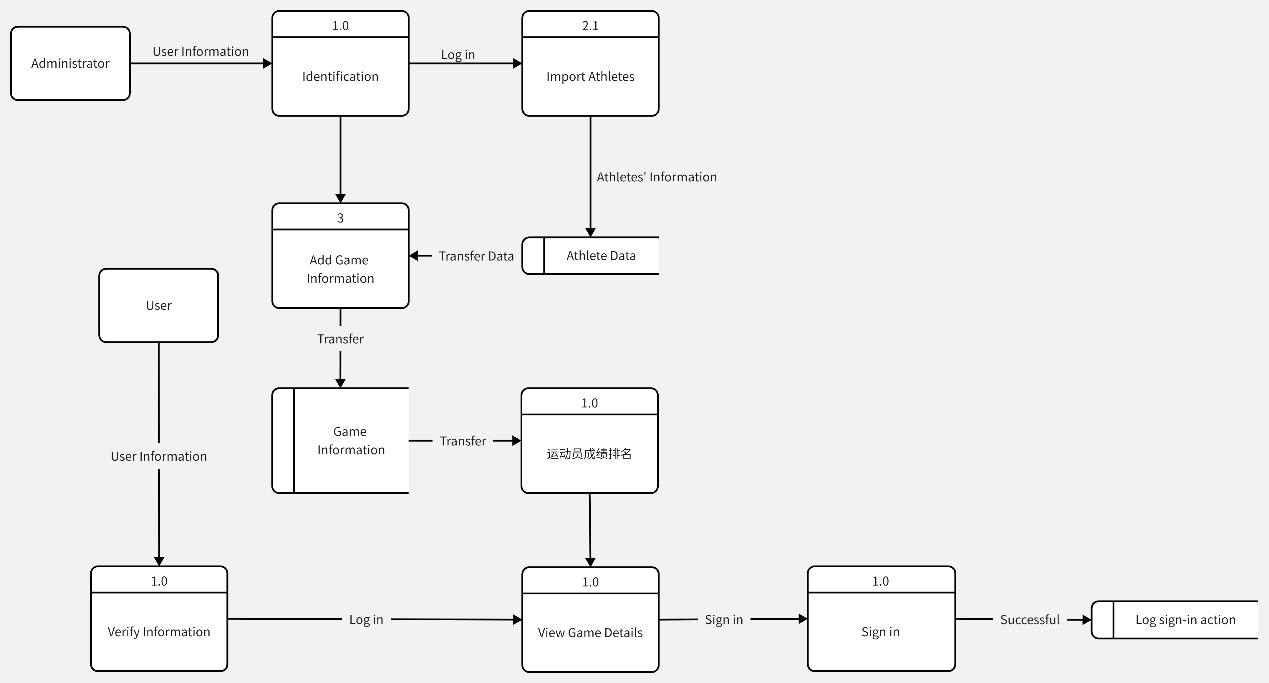 1.0
2.1
Administrator
User Information
Identification
Log in
Import Athletes
Athletes' Information
3
Add Game
Information
Transfer Data
Athlete Data
User
Transfer
Game
Information
Transfer
1.0
运动员成绩排名
User Information
1.0
Verify Information
Log in
1.0
View Game Details
Sign in
1.0
Sign in
Successful
Log sign-in action